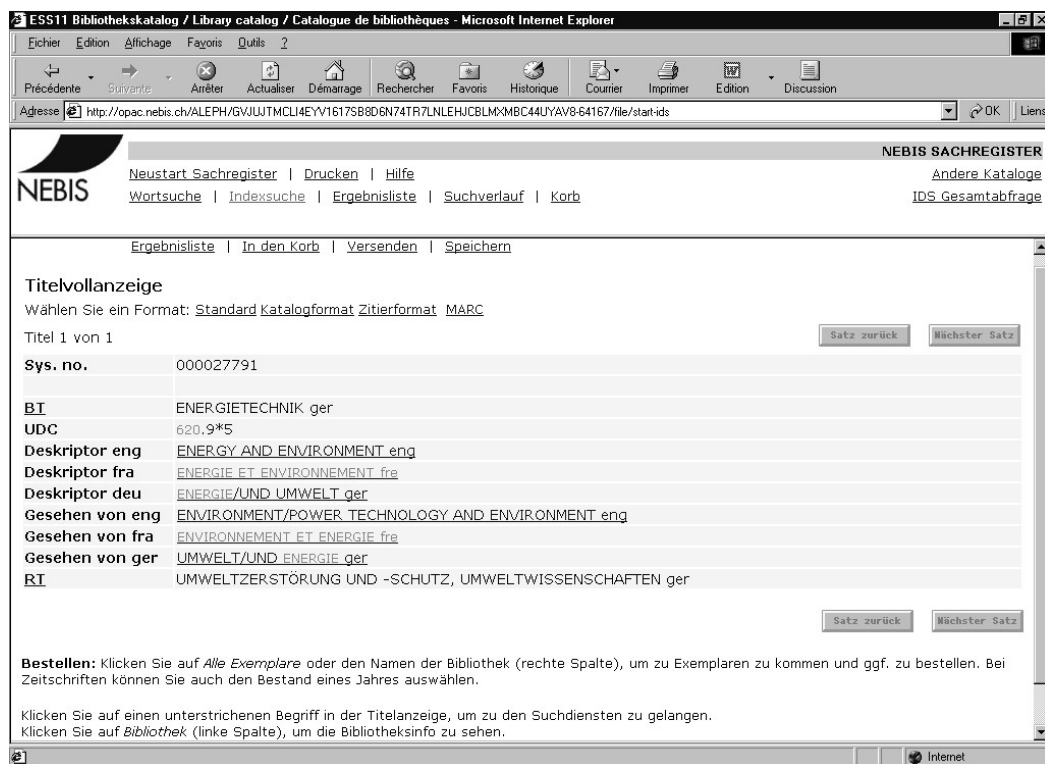 ESS11 Bibliothekskatalog / Library catalog / Catalogue de bibliothèques - Microsoft Internet Explorer
Fichier Edition Affichage Favoris Outils ?
Précédente Suivante Arrêter Actualiser Démarrage Rechercher Favoris Historique Courrier Imprimer Edition Discussion
Adresse http://opac.nebis.ch/ALEPH/GVJUJTMCLI4EYV1617SB8D6N74TR7LNLEHJCBLMXMBC44UYAV8-64167/file/start-ids OK Liens
NEBIS SACHREGISTER
Neustart Sachregister | Drucken | Hilfe Andere Kataloge
NEBIS Wortsuche | Indexsuche | Ergebnisliste | Suchverlauf | Korb IDS Gesamtabfrage
Ergebnisliste | In den Korb | Versenden | Speichern
Titelvollanzeige
Wählen Sie ein Format: Standard Katalogformat Zitierformat MARC
Titel 1 von 1 Satz zurück Nächster Satz
Sys. no. 000027791
BT ENERGIETECHNIK ger
UDC 620.9*5
Deskriptor eng ENERGY AND ENVIRONMENT eng
Deskriptor fra ENERGIE ET ENVIRONNEMENT fre
Deskriptor deu ENERGIE/UND UMWELT ger
Gesehen von eng ENVIRONMENT/POWER TECHNOLOGY AND ENVIRONMENT eng
Gesehen von fra ENVIRONNEMENT ET ENERGIE fre
Gesehen von ger UMWELT/UND ENERGIE ger
RT UMWELTZERSTÖRUNG UND -SCHUTZ, UMWELTWISSENSCHAFTEN ger
Satz zurück Nächster Satz
Bestellen: Klicken Sie auf Alle Exemplare oder den Namen der Bibliothek (rechte Spalte), um zu Exemplaren zu kommen und ggf. zu bestellen. Bei
Zeitschriften können Sie auch den Bestand eines Jahres auswählen.
Klicken Sie auf einen unterstrichenen Begriff in der Titelanzeige, um zu den Suchdiensten zu gelangen.
Klicken Sie auf Bibliothek (linke Spalte), um die Bibliotheksinfo zu sehen.
Internet